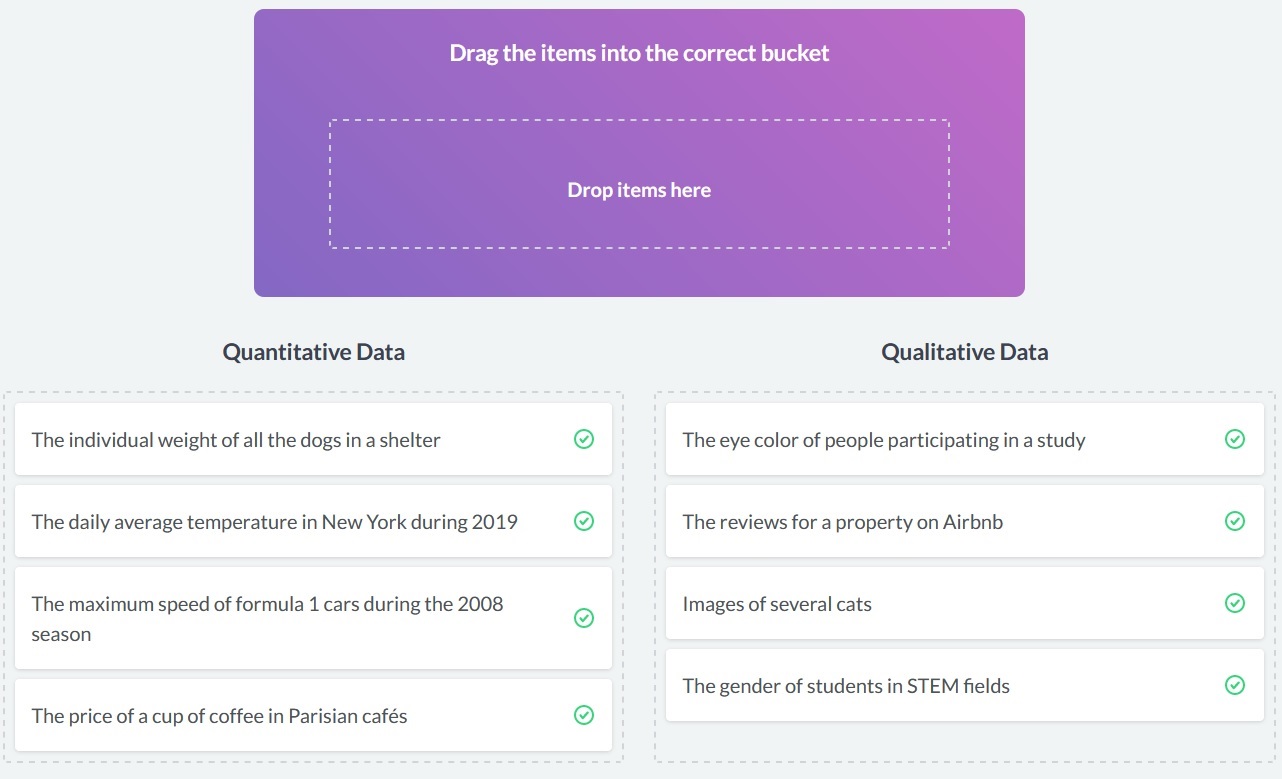 Drag the items into the correct bucket
Drop items here
Quantitative Data
The individual weight of all the dogs in a shelter
The daily average temperature in New York during 2019
The maximum speed of formula 1 cars during the 2008
season
The price of a cup of coffee in Parisian cafés
Qualitative Data
The eye color of people participating in a study
The reviews for a property on Airbnb
Images of several cats
The gender of students in STEM fields